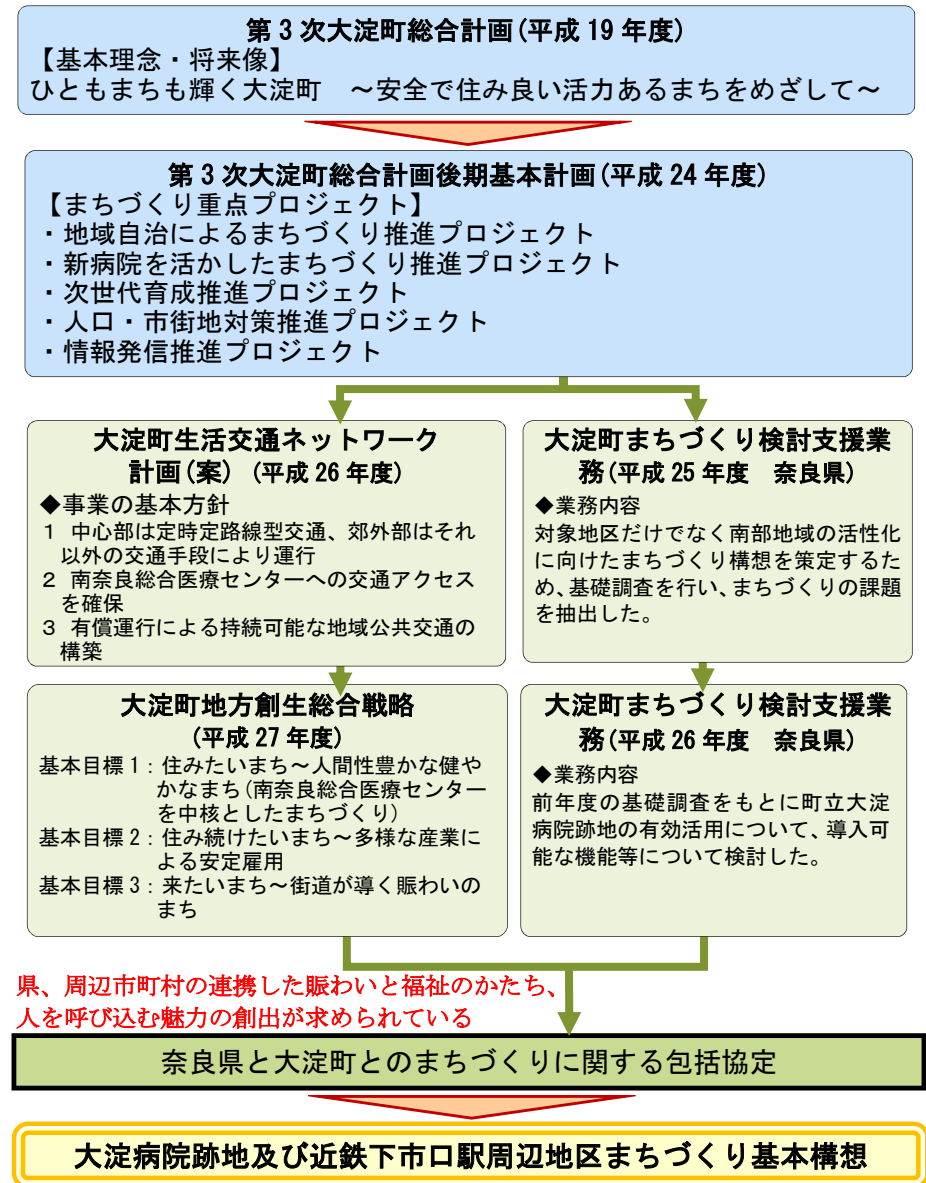 第3次大淀町総合計画(平成19年度)
【基本理念・将来像】
ひともまちも輝く大淀町　～安全で住み良い活力あるまちをめざして～
第3次大淀町総合計画後期基本計画(平成24年度)
【まちづくり重点プロジェクト】
・地域自治によるまちづくり推進プロジェクト
・新病院を活かしたまちづくり推進プロジェクト
・次世代育成推進プロジェクト
・人口・市街地対策推進プロジェクト
・情報発信推進プロジェクト
大淀町生活交通ネットワーク
計画(案)　(平成26年度)
◆事業の基本方針
1　中心部は定時定路線型交通、郊外部はそれ
以外の交通手段により運行
2　南奈良総合医療センターへの交通アクセス
を確保
3　有償運行による持続可能な地域公共交通の
構築
大淀町まちづくり検討支援業
務(平成25年度　奈良県)
◆業務内容
対象地区だけでなく南部地域の活性化
に向けたまちづくり構想を策定するた
め、基礎調査を行い、まちづくりの課題
を抽出した。
大淀町地方創生総合戦略
(平成27年度)
基本目標1：住みたいまち～人間性豊かな健や
かなまち(南奈良総合医療センター
を中核としたまちづくり)
基本目標2：住み続けたいまち～多様な産業に
よる安定雇用
基本目標3：来たいまち～街道が導く賑わいの
まち
大淀町まちづくり検討支援業
務(平成26年度　奈良県)
◆業務内容
前年度の基礎調査をもとに町立大淀
病院跡地の有効活用について、導入可
能な機能等について検討した。
県、周辺市町村の連携した賑わいと福祉のかたち、
人を呼び込む魅力の創出が求められている
奈良県と大淀町とのまちづくりに関する包括協定
大淀病院跡地及び近鉄下市口駅周辺地区まちづくり基本構想